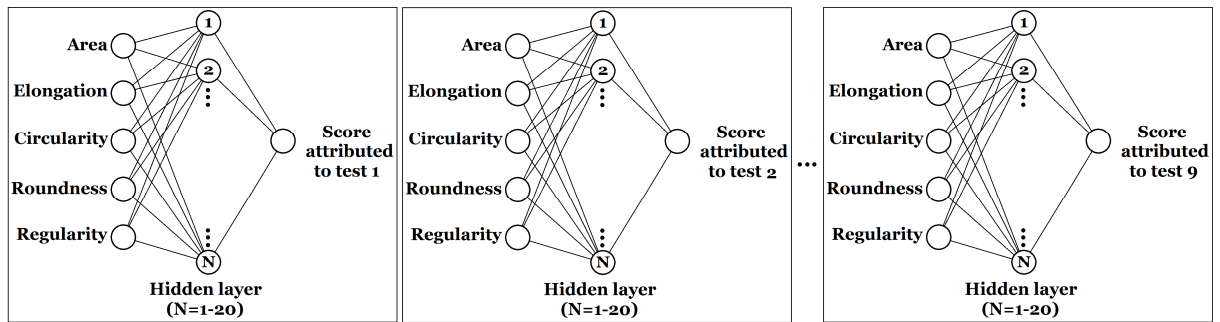 Area
Elongation
Circularity
Roundness
Regularity
1
2
N
Hidden layer
(N=1-20)
Score
attributed
to test 1
Area
Elongation
Circularity
Roundness
Regularity
1
2
N
Hidden layer
(N=1-20)
Score
attributed
to test 2
...
Area
Elongation
Circularity
Roundness
Regularity
1
2
N
Hidden layer
(N=1-20)
Score
attributed
to test 9